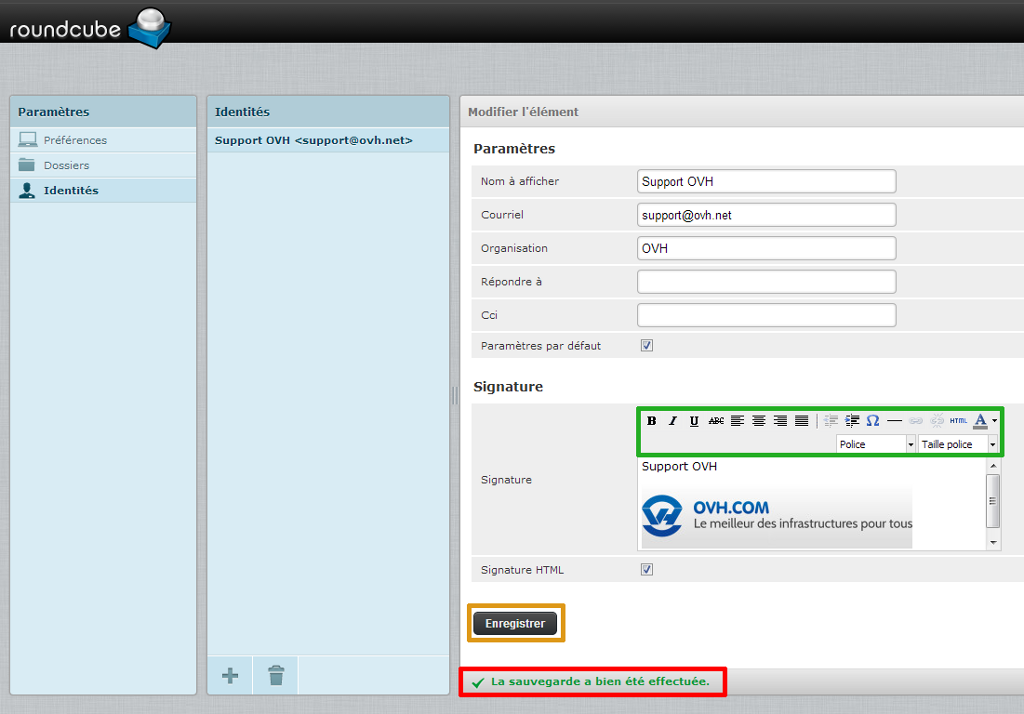 roundcube
Paramètres
Préférences
Dossiers
Identités
Identités
Support OVH <support@ovh.net>
Modifier l'élément
Paramètres
Nom à afficher
Support OVH
Courriel
support@ovh.net
Organisation
OVH
Répondre à
Cci
Paramètres par défaut
Signature
B I U ABC Ω HTML A
Police
Taille police
Signature
Support OVH
OVH.COM
Le meilleur des infrastructures pour tous
Signature HTML
Enregistrer
La sauvegarde a bien été effectuée.